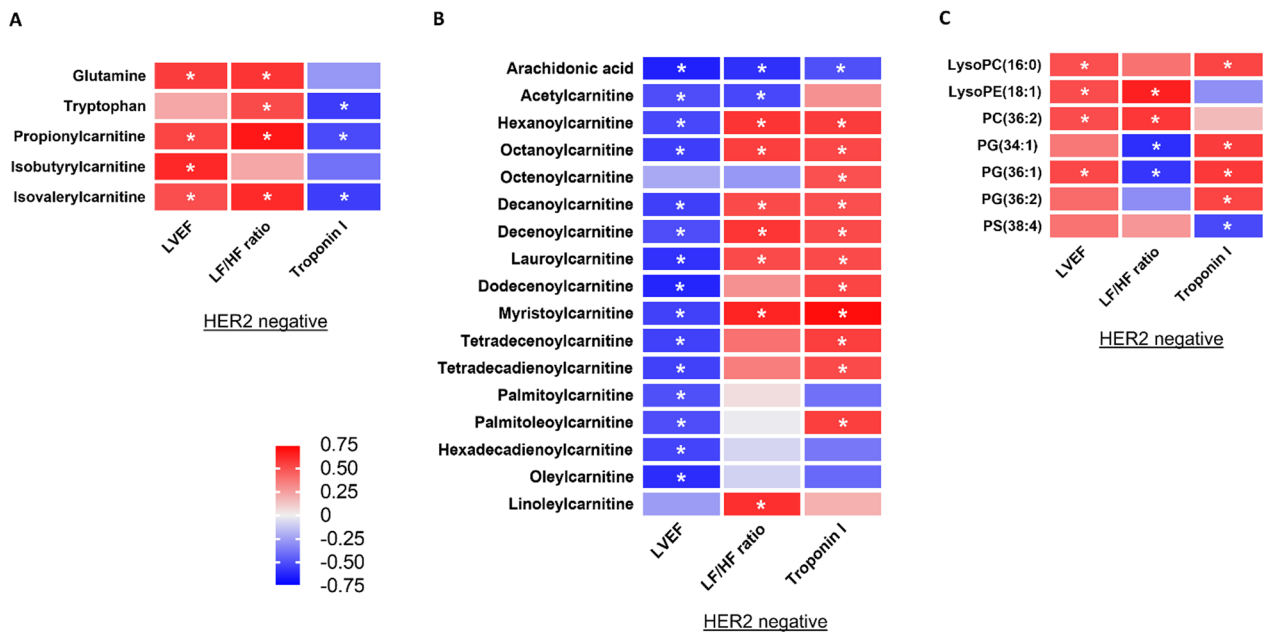 A
Glutamine * *
Tryptophan * *
Propionylcarnitine * * *
Isobutyrylcarnitine *
Isovalerylcarnitine * * *
LVEF
LF/HF ratio
Troponin I
HER2 negative
0.75
0.50
0.25
0
-0.25
-0.50
-0.75
B
Arachidonic acid * * *
Acetylcarnitine * *
Hexanoylcarnitine * * *
Octanoylcarnitine * * *
Octenoylcarnitine *
Decanoylcarnitine * * *
Decenoylcarnitine * * *
Lauroylcarnitine * * *
Dodecenoylcarnitine * *
Myristoylcarnitine * * *
Tetradecenoylcarnitine * *
Tetradecadienoylcarnitine * *
Palmitoylcarnitine *
Palmitoleoylcarnitine * *
Hexadecadienoylcarnitine *
Oleylcarnitine *
Linoleylcarnitine *
LVEF
LF/HF ratio
Troponin I
HER2 negative
C
LysoPC(16:0) * *
LysoPE(18:1) * *
PC(36:2) * *
PG(34:1) * *
PG(36:1) * * *
PG(36:2) *
PS(38:4) *
LVEF
LF/HF ratio
Troponin I
HER2 negative